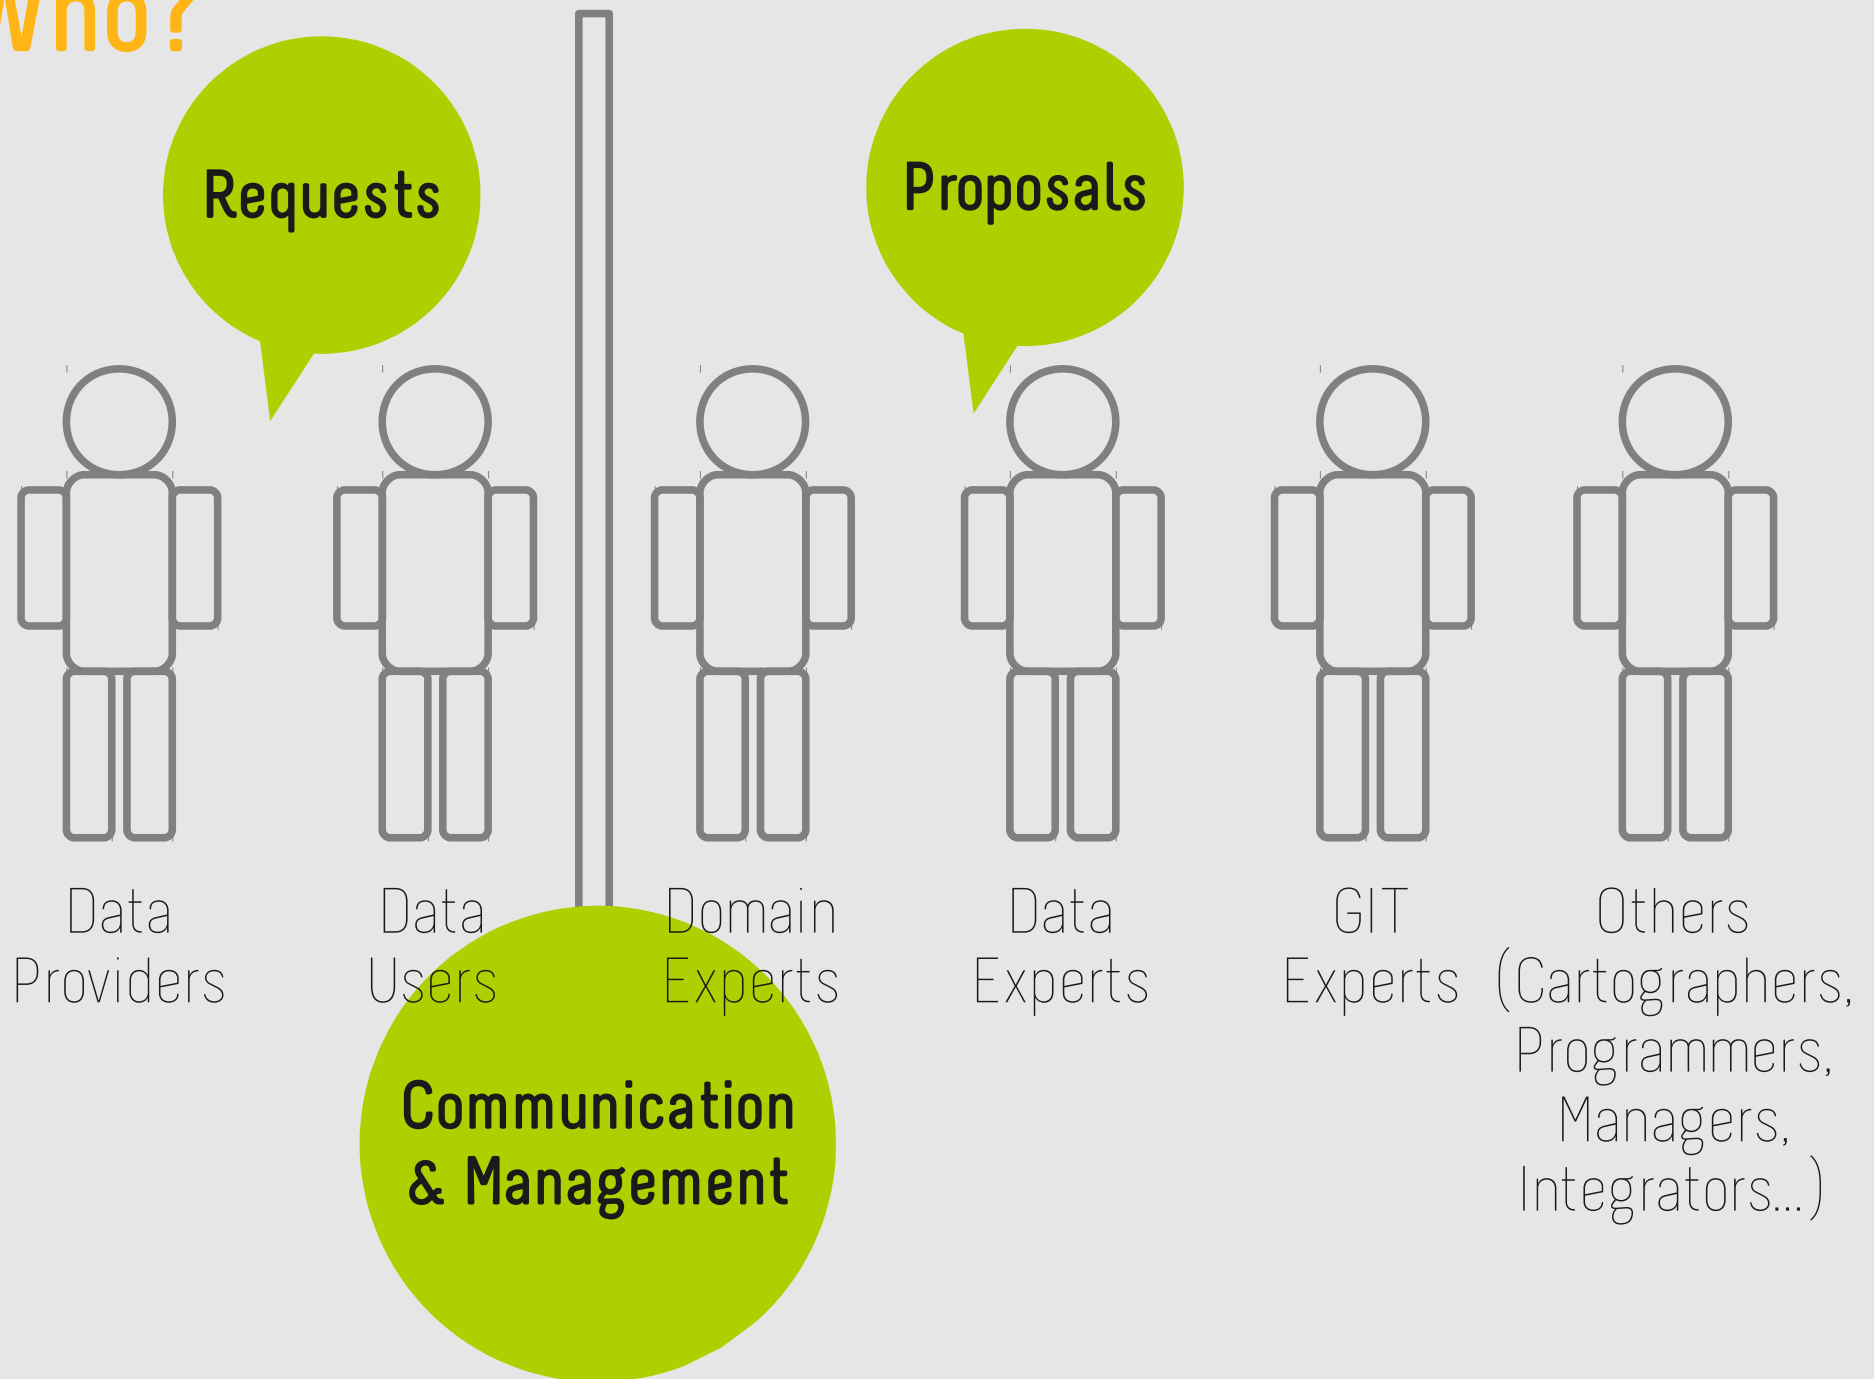 Who?
Requests
Proposals
Data
Providers
Data
Users
Domain
Experts
Data
Experts
GIT
Experts
Others
(Cartographers,
Programmers,
Managers,
Integrators...)
Communication
& Management